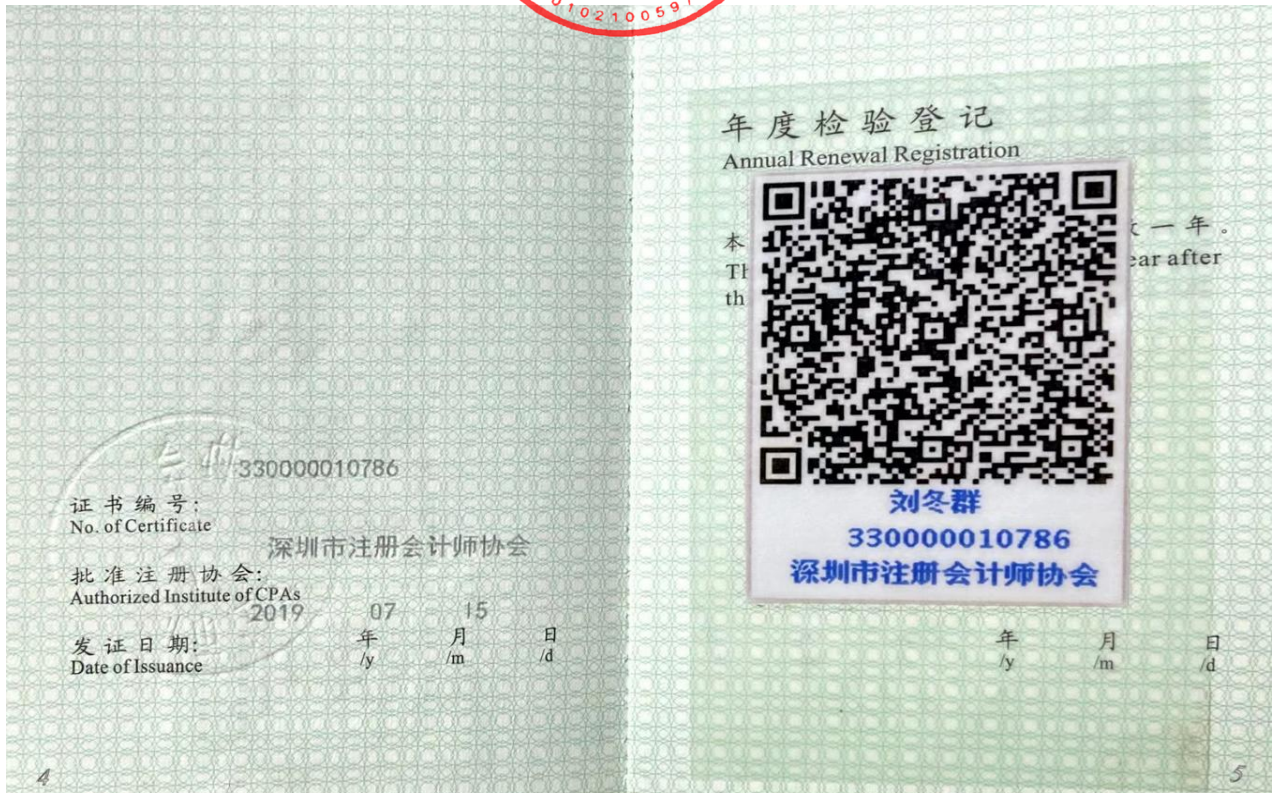 0102100597
330000010786
证书编号:
No. of Certificate
深圳市注册会计师协会
批准注册协会:
Authorized Institute of CPAs
2019 07 15
发证日期: 年 月 日
Date of Issuance /y /m /d
4
年度检验登记
Annual Renewal Registration
本 一年。
ear after
th
刘冬群
330000010786
深圳市注册会计师协会
年 月 日
/y /m /d
5